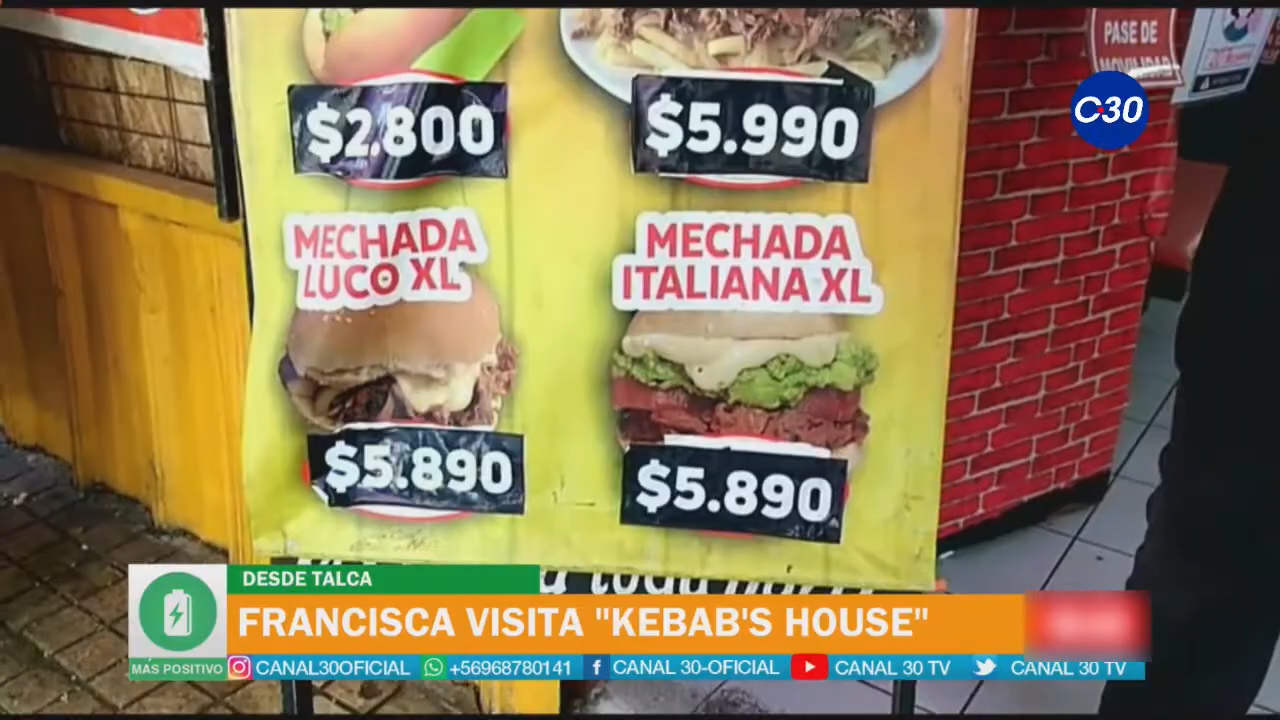 PASE DE
MOVILIDAD
C30
$2.800
$5.990
MECHADA
LUCO XL
MECHADA
ITALIANA XL
$5.890
$5.890
DESDE TALCA
FRANCISCA VISITA "KEBAB'S HOUSE"
MÁS POSITIVO
CANAL30OFICIAL
+56968780141
CANAL 30-OFICIAL
CANAL 30 TV
CANAL 30 TV